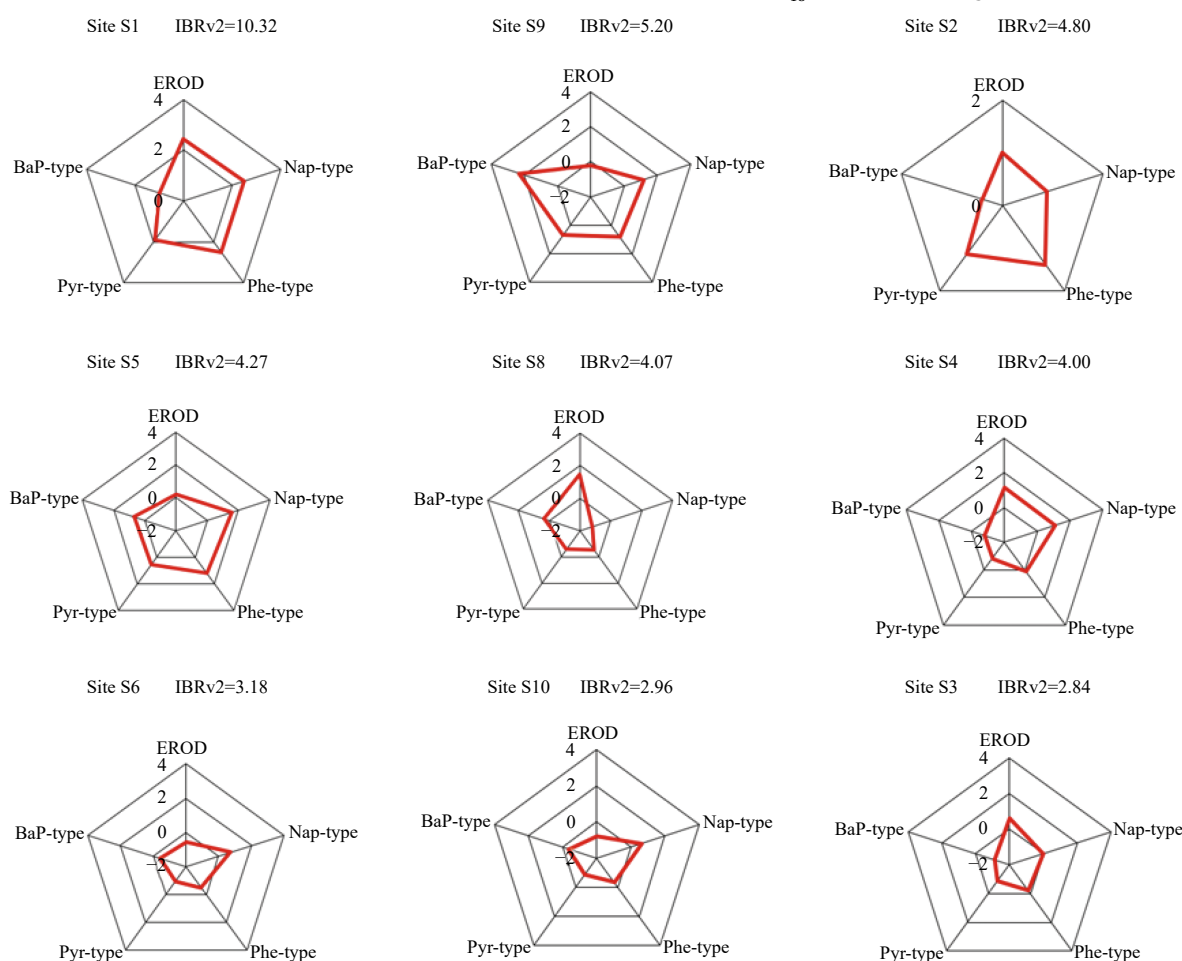 Site S1 IBRv2=10.32
EROD
4
2
0
BaP-type
Nap-type
Pyr-type
Phe-type
Site S9 IBRv2=5.20
EROD
4
2
0
−2
BaP-type
Nap-type
Pyr-type
Phe-type
Site S2 IBRv2=4.80
EROD
2
0
BaP-type
Nap-type
Pyr-type
Phe-type
Site S5 IBRv2=4.27
EROD
4
2
0
−2
BaP-type
Nap-type
Pyr-type
Phe-type
Site S8 IBRv2=4.07
EROD
4
2
0
−2
BaP-type
Nap-type
Pyr-type
Phe-type
Site S4 IBRv2=4.00
EROD
4
2
0
−2
BaP-type
Nap-type
Pyr-type
Phe-type
Site S6 IBRv2=3.18
EROD
4
2
0
−2
BaP-type
Nap-type
Pyr-type
Phe-type
Site S10 IBRv2=2.96
EROD
4
2
0
−2
BaP-type
Nap-type
Pyr-type
Phe-type
Site S3 IBRv2=2.84
EROD
4
2
0
−2
BaP-type
Nap-type
Pyr-type
Phe-type